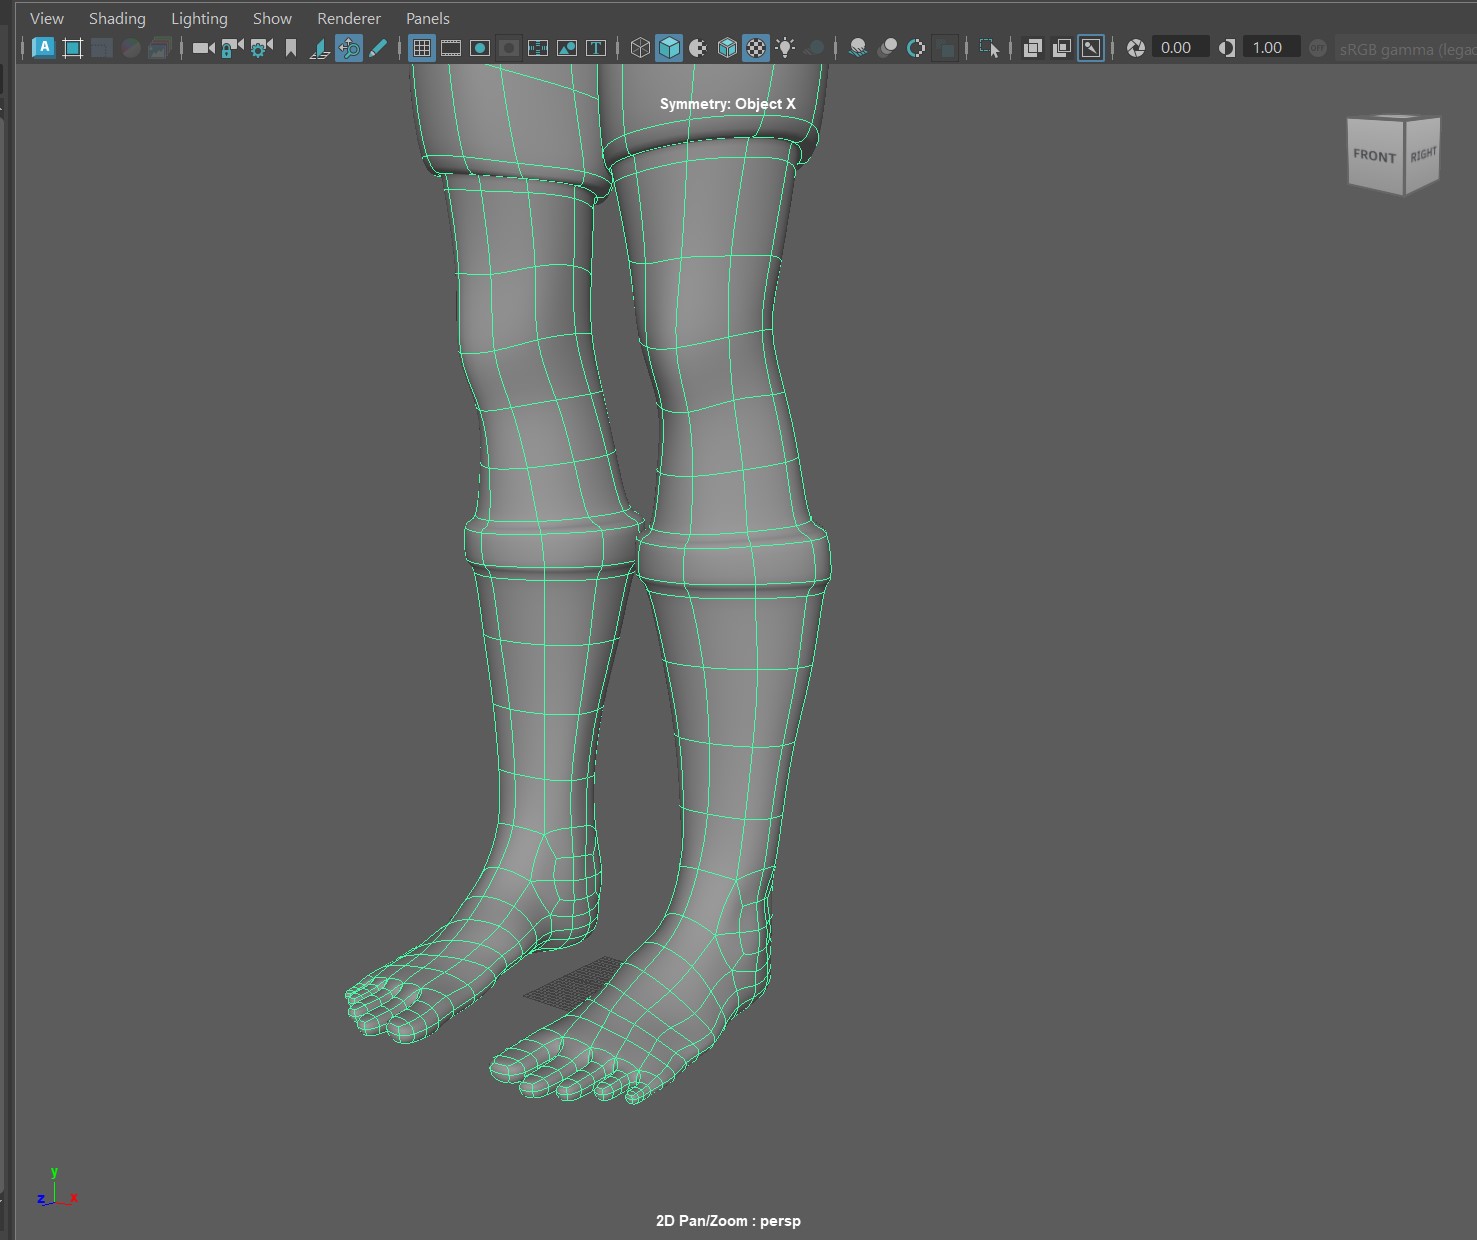 View Shading Lighting Show Renderer Panels
A T 0.00 1.00 sRGB gamma (legac
Symmetry: Object X
FRONT RIGHT
y
z x
2D Pan/Zoom : persp